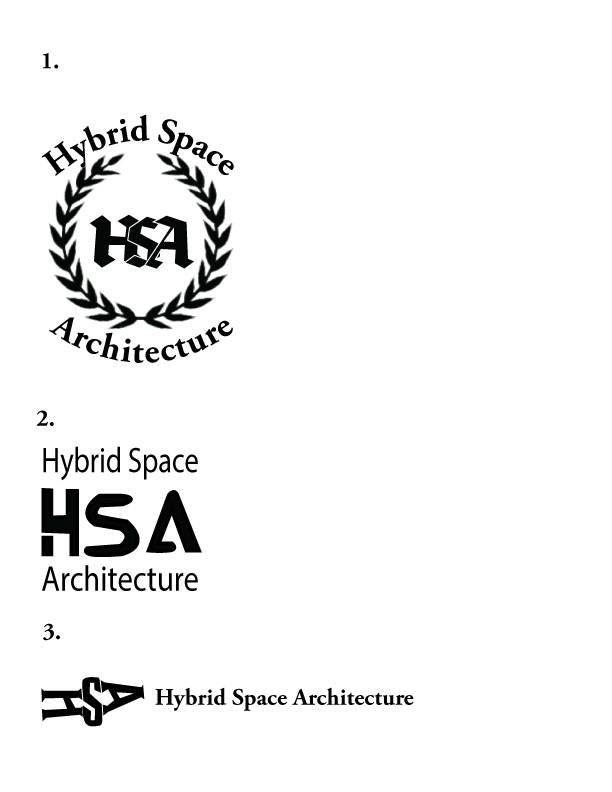 1.
Hybrid Space
HSA
Architecture
2.
Hybrid Space
HSA
Architecture
3.
HSA Hybrid Space Architecture